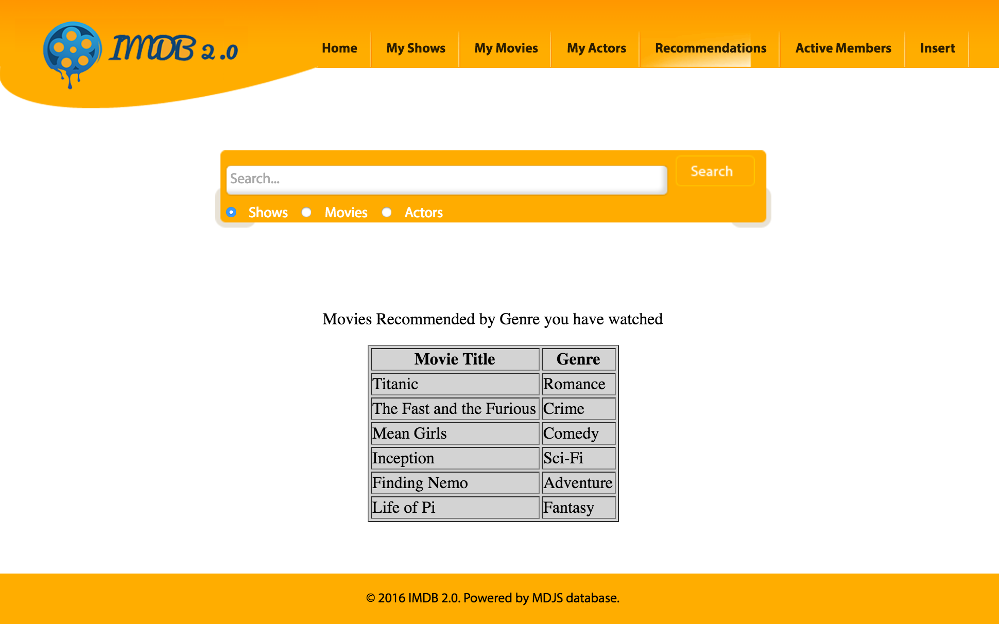 IMDB 2.0
Home My Shows My Movies My Actors Recommendations Active Members Insert
Search... Search
Shows Movies Actors
Movies Recommended by Genre you have watched
Movie Title Genre
Titanic Romance
The Fast and the Furious Crime
Mean Girls Comedy
Inception Sci-Fi
Finding Nemo Adventure
Life of Pi Fantasy
© 2016 IMDB 2.0. Powered by MDJS database.